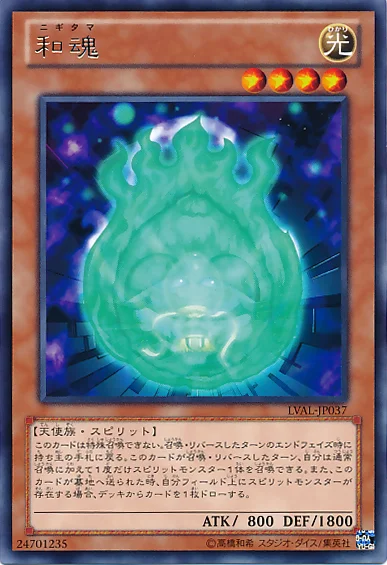 ニギタマ
和魂
ひかり
光
LVAL-JP037
【天使族・スピリット】
このカードは特殊召喚できない。召喚・リバースしたターンのエンドフェイズ時に
持ち主の手札に戻る。このカードが召喚・リバースしたターン、自分は通常
召喚に加えて1度だけスピリットモンスター1体を召喚できる。また、この
カードが墓地へ送られた時、自分フィールド上にスピリットモンスターが
存在する場合、デッキからカードを1枚ドローする。
ATK/ 800 DEF/1800
24701235
©高橋和希 スタジオ・ダイス/集英社